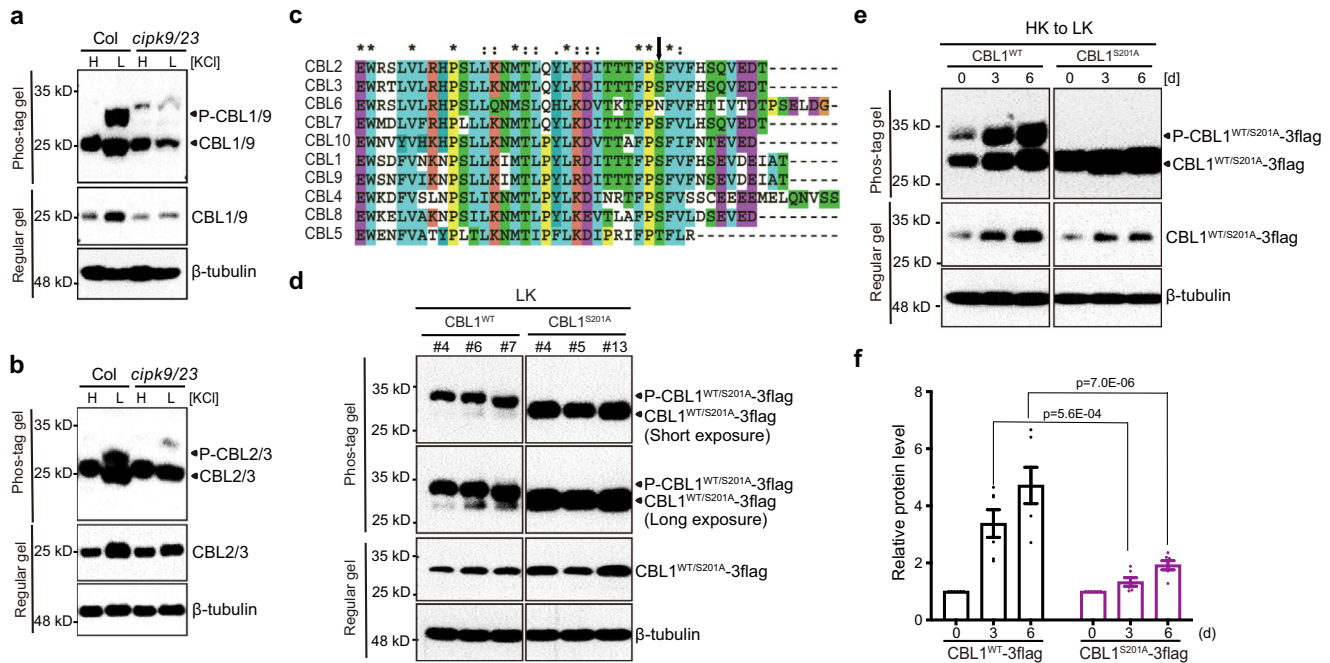 a
Col cipk9/23
H L H L [KCl]
Phos-tag gel
35 kD
P-CBL1/9
25 kD
CBL1/9
Regular gel
25 kD
CBL1/9
β-tubulin
48 kD
b
Col cipk9/23
H L H L [KCl]
Phos-tag gel
35 kD
P-CBL2/3
25 kD
CBL2/3
Regular gel
25 kD
CBL2/3
β-tubulin
48 kD
c
CBL2 EWRSLVLRHPSLLKNMTLQYLKDITTTFPSFVFHSQVEDT-------
CBL3 EWRTLVLRHPSLLKNMTLQYLKDITTTFPSFVFHSQVEDT-------
CBL6 EWRSLVLRHPSLLQNMSLQHLKDVTKTFPNFVFHTIVTDTPSELDG-
CBL7 EWMDLVFRHPSLLKNMTLQYLKDITTTFPSFVFHSQVEDT-------
CBL10 EWNVYVHKHPSLLKNMTLPYLKDITTAFPSFIFNTEVED--------
CBL1 EWSDFVNKNPSLLKIMTLPYLRDITTTFPSFVFHSEVDEIAT-----
CBL9 EWSNFVIKNPSLLKIMTLPYLRDITTTFPSFVFNSEVDEIAT-----
CBL4 EWKDFVSLNPSLIKNMTLPYLKDINRTFPSFVSSCEEEEMELQNVSS
CBL8 EWKELVAKNPSILKNMTLPYLKEVTLAFPSFVLDSEVED--------
CBL5 EWENFVATYPLTLKNMTLPFLKDIPRIFPTFLR--------------
d
LK
CBL1WT CBL1S201A
#4 #6 #7 #4 #5 #13
Phos-tag gel
35 kD
P-CBL1WT/S201A-3flag
CBL1WT/S201A-3flag
25 kD
(Short exposure)
35 kD
P-CBL1WT/S201A-3flag
CBL1WT/S201A-3flag
25 kD
(Long exposure)
Regular gel
35 kD
CBL1WT/S201A-3flag
25 kD
β-tubulin
48 kD
e
HK to LK
CBL1WT CBL1S201A
0 3 6 0 3 6 [d]
Phos-tag gel
35 kD
P-CBL1WT/S201A-3flag
CBL1WT/S201A-3flag
25 kD
Regular gel
35 kD
CBL1WT/S201A-3flag
25 kD
β-tubulin
48 kD
f
Relative protein level
8
6
4
2
0
p=7.0E-06
p=5.6E-04
0 3 6 0 3 6 (d)
CBL1WT-3flag CBL1S201A-3flag